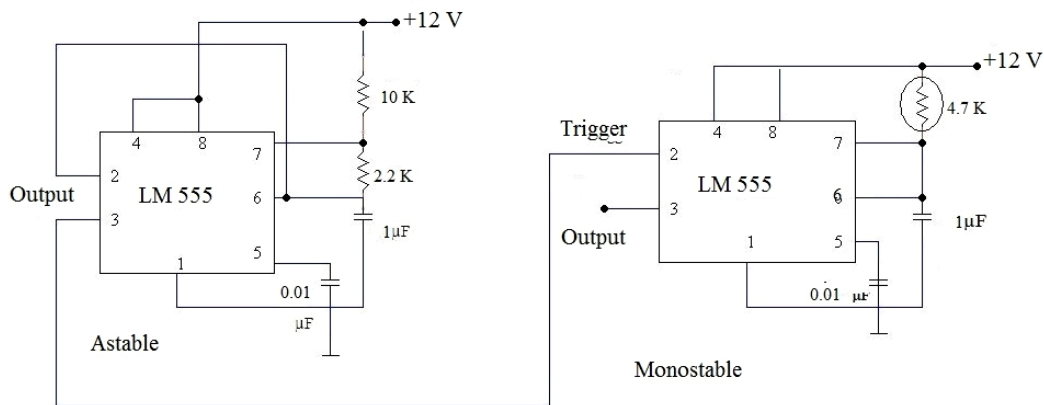 +12 V
10 K
4 8
7
2
2.2 K
Output LM 555 6
3
1µF
5
1
0.01
µF
Astable
+12 V
4.7 K
Trigger
4 8 7
2
LM 555
6
3
Output
1µF
1 5
0.01 µF
Monostable